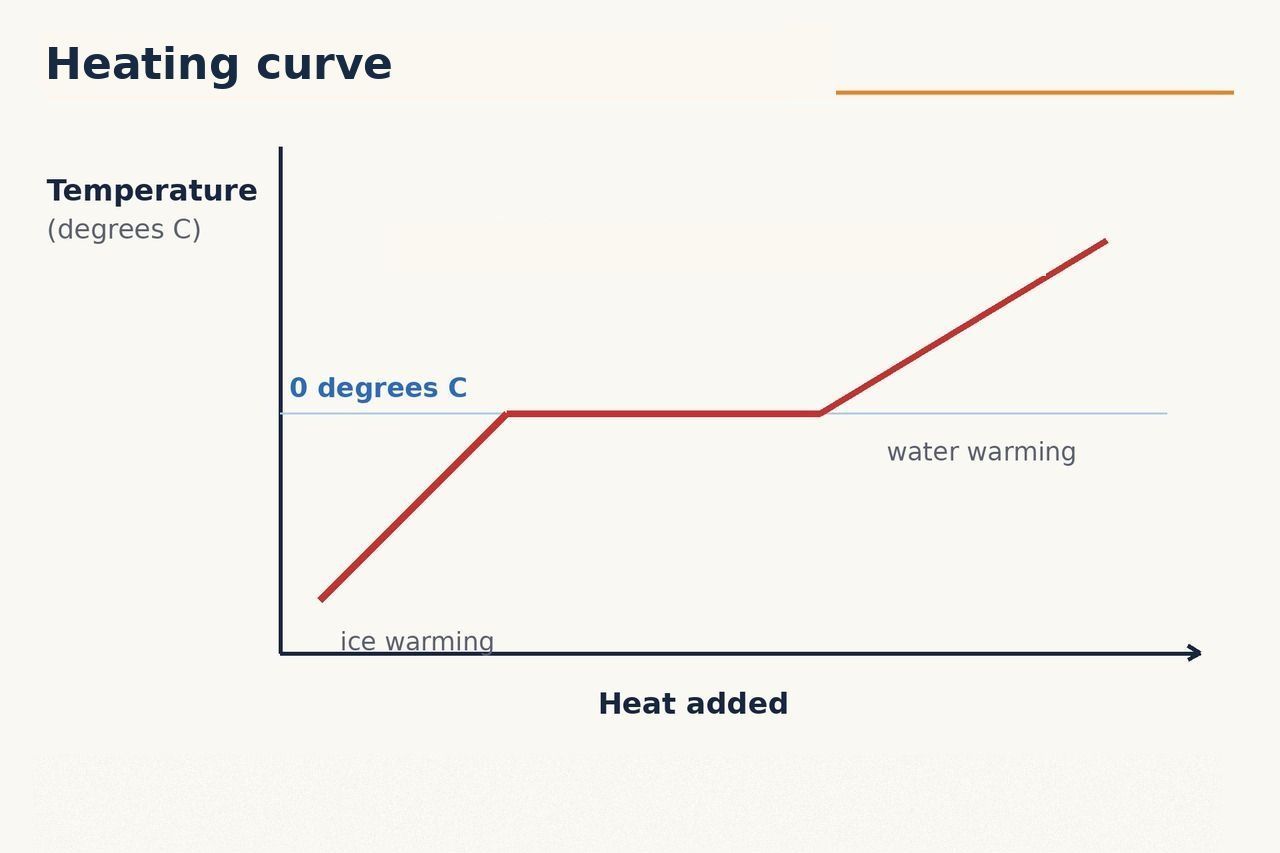 Heating curve
Temperature
(degrees C)
0 degrees C
water warming
ice warming
Heat added